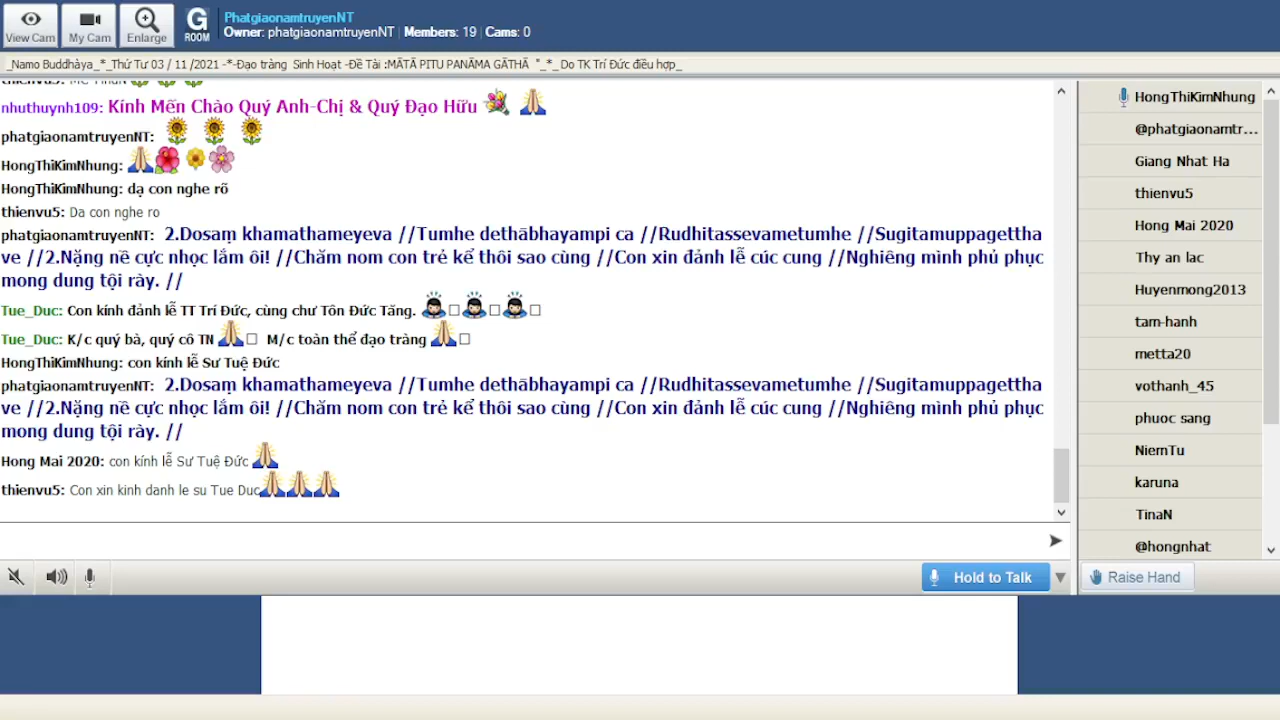 View Cam
My Cam
Enlarge
G
ROOM
PhatgiaonamtruyenNT
Owner: phatgiaonamtruyenNT | Members: 19 | Cams: 0
_Namo Buddhàya_*_Thứ Tư 03 / 11 /2021 -*-Đạo tràng Sinh Hoạt -Đề Tài :MĀTĀ PITU PANĀMA GĀTHĀ "_*_ Do TK Trí Đức điều hợp_
nhuthuynh109: Kính Mến Chào Quý Anh-Chị & Quý Đạo Hữu
phatgiaonamtruyenNT:
HongThiKimNhung:
HongThiKimNhung: dạ con nghe rõ
thienvu5: Da con nghe ro
phatgiaonamtruyenNT: 2.Dosaṃ khamathameyeva //Tumhe dethābhayampi ca //Rudhitassevametumhe //Sugitamuppagettha
ve //2.Nặng nề cực nhọc lắm ôi! //Chăm nom con trẻ kể thôi sao cùng //Con xin đảnh lễ cúc cung //Nghiêng mình phủ phục
mong dung tội rày. //
Tue_Duc: Con kính đảnh lễ TT Trí Đức, cùng chư Tôn Đức Tăng.
Tue_Duc: K/c quý bà, quý cô TN M/c toàn thể đạo tràng
HongThiKimNhung: con kính lễ Sư Tuệ Đức
phatgiaonamtruyenNT: 2.Dosaṃ khamathameyeva //Tumhe dethābhayampi ca //Rudhitassevametumhe //Sugitamuppagettha
ve //2.Nặng nề cực nhọc lắm ôi! //Chăm nom con trẻ kể thôi sao cùng //Con xin đảnh lễ cúc cung //Nghiêng mình phủ phục
mong dung tội rày. //
Hong Mai 2020: con kính lễ Sư Tuệ Đức
thienvu5: Con xin kinh danh le su Tue Duc
Hold to Talk
HongThiKimNhung
@phatgiaonamtr...
Giang Nhat Ha
thienvu5
Hong Mai 2020
Thy an lac
Huyenmong2013
tam-hanh
metta20
vothanh_45
phuoc sang
NiemTu
karuna
TinaN
@hongnhat
Raise Hand